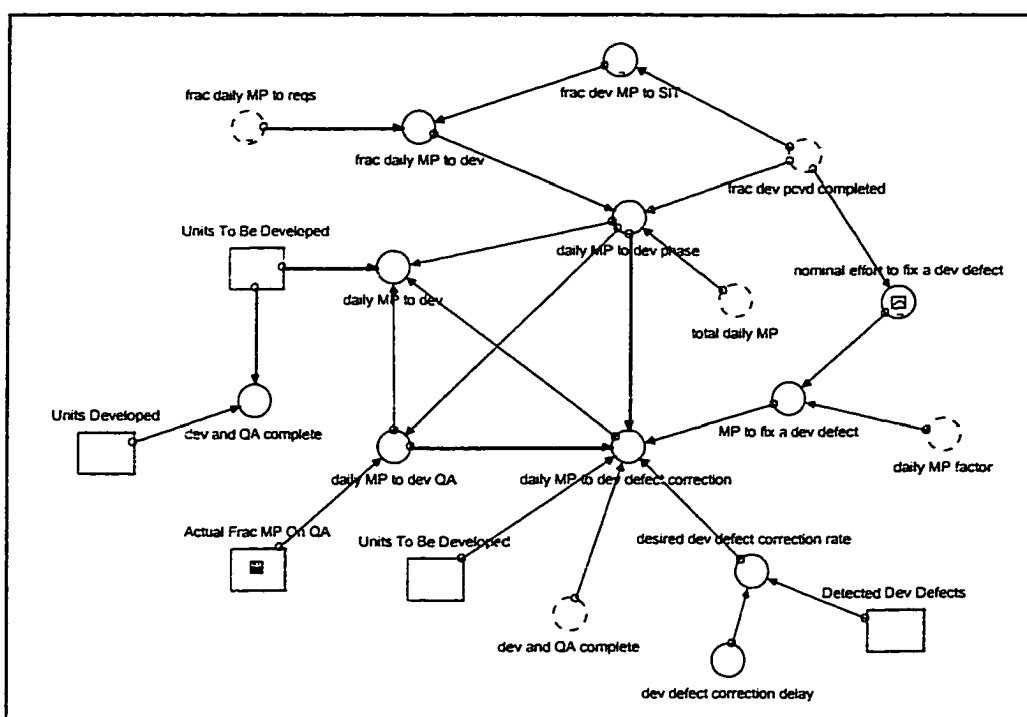 frac dev MP to SIT
frac daily MP to reqs
frac daily MP to dev
frac dev pcvd completed
Units To Be Developed
daily MP to dev phase
daily MP to dev
nominal effort to fix a dev defect
total daily MP
Units Developed
dev and QA complete
MP to fix a dev defect
daily MP to dev QA
daily MP to dev defect correction
daily MP factor
Actual Frac MP On QA
Units To Be Developed
desired dev defect correction rate
Detected Dev Defects
dev and QA complete
dev defect correction delay